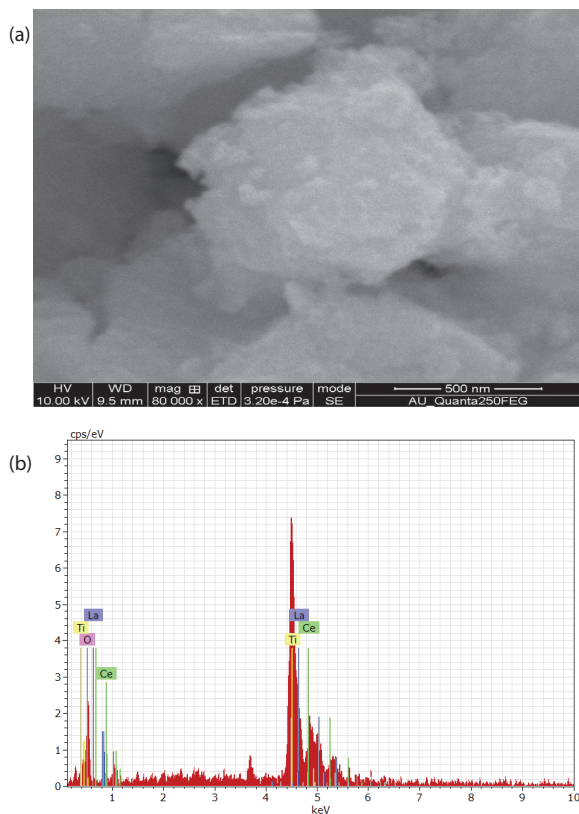 (a)
HV WD mag det pressure mode 500 nm
10.00 kV 9.5 mm 80 000 x ETD 3.20e-4 Pa SE AU_Quanta250FEG
(b)
cps/eV
9
8
7
6
5
La La
Ti Ce
4
O Ti
Ce
3
2
1
0
1 2 3 4 5 6 7 8 9 10
keV